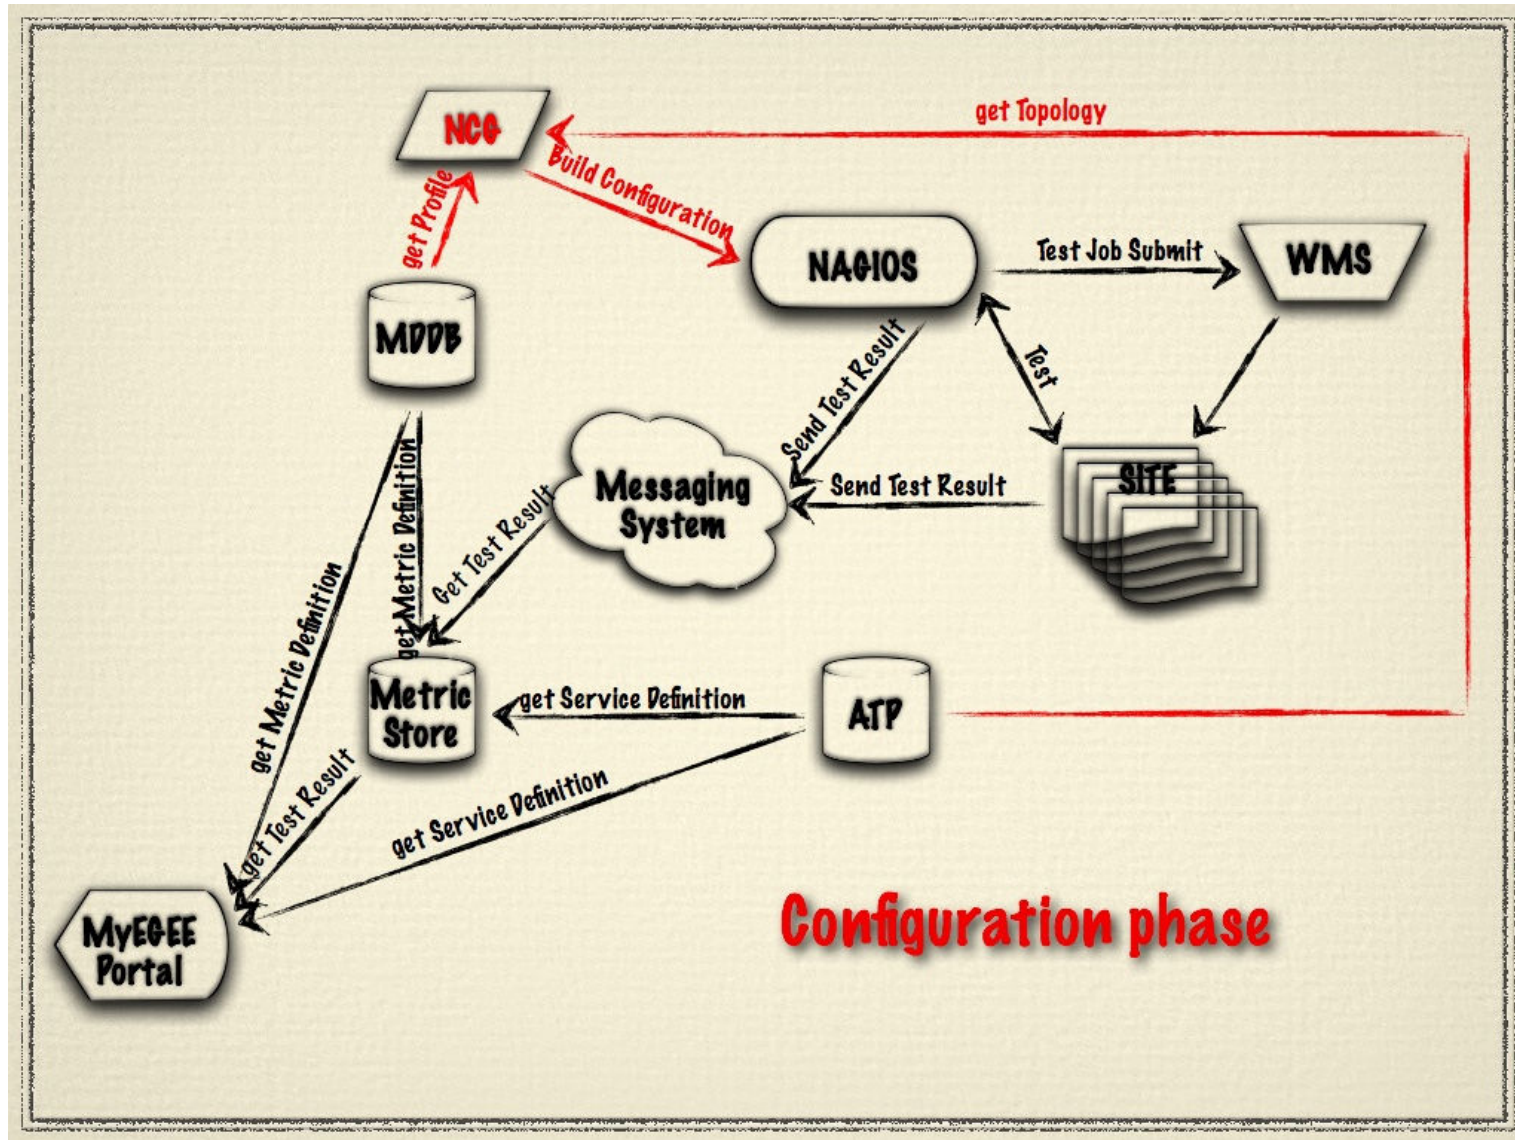 get Topology
NCG
Build Configuration
get Profile
NAGIOS
Test Job Submit
WMS
MDDB
Test
Send Test Result
get Metric Definition
Messaging
System
Send Test Result
SITE
Get Test Result
get Metric Definition
Metric
Store
get Service Definition
ATP
get Test Result
get Service Definition
Configuration phase
MyEGEE
Portal